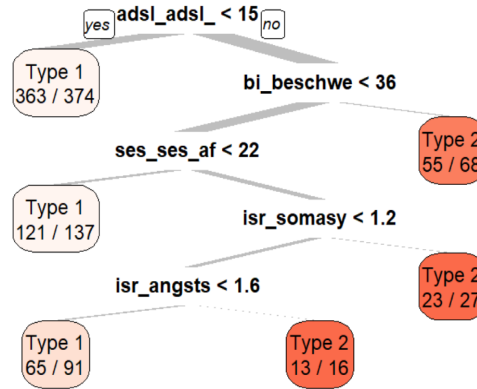 adsl_adsl_ < 15
yes
no
Type 1
363 / 374
bi_beschwe < 36
ses_ses_af < 22
Type 2
55 / 68
Type 1
121 / 137
isr_somasy < 1.2
isr_angsts < 1.6
Type 2
23 / 27
Type 1
65 / 91
Type 2
13 / 16